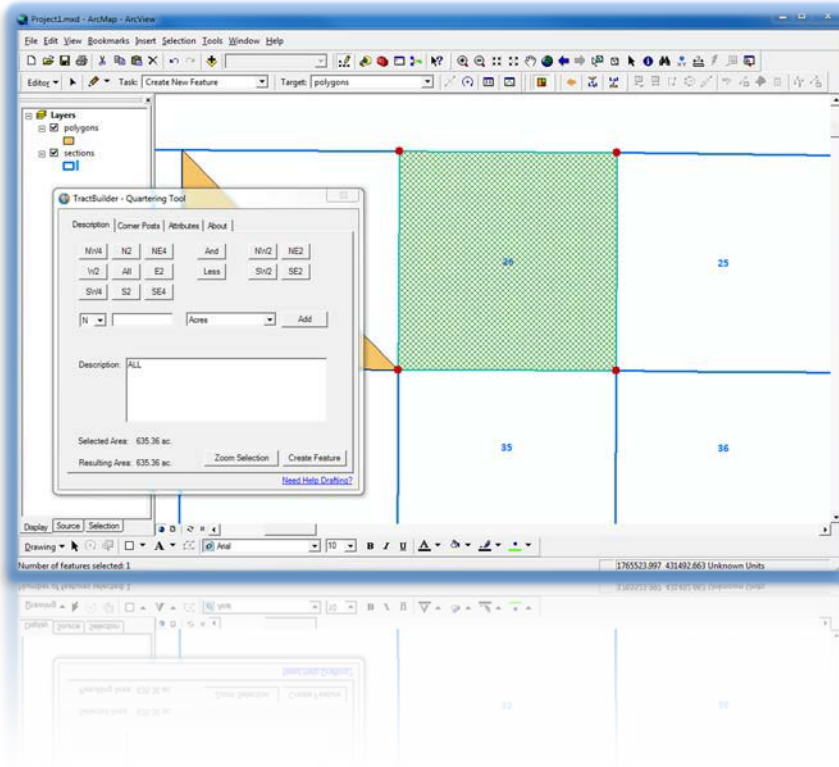 Project1.mxd - ArcMap - ArcView
File Edit View Bookmarks Insert Selection Tools Window Help
Editor Task: Create New Feature Target: polygons
Layers
polygons
sections
TractBuilder - Quartering Tool
Description Corner Posts Attributes About
NW4 N2 NE4 And NW2 NE2
W2 All E2 Less SW2 SE2
SW4 S2 SE4
N Acres Add
Description: ALL
Selected Area: 635.36 ac.
Zoom Selection Create Feature
Resulting Area: 635.36 ac.
Need Help Drafting?
26
25
35
36
Display Source Selection
Drawing A Arial 10 B I U A
Number of features selected: 1
1765523.997 431492.663 Unknown Units